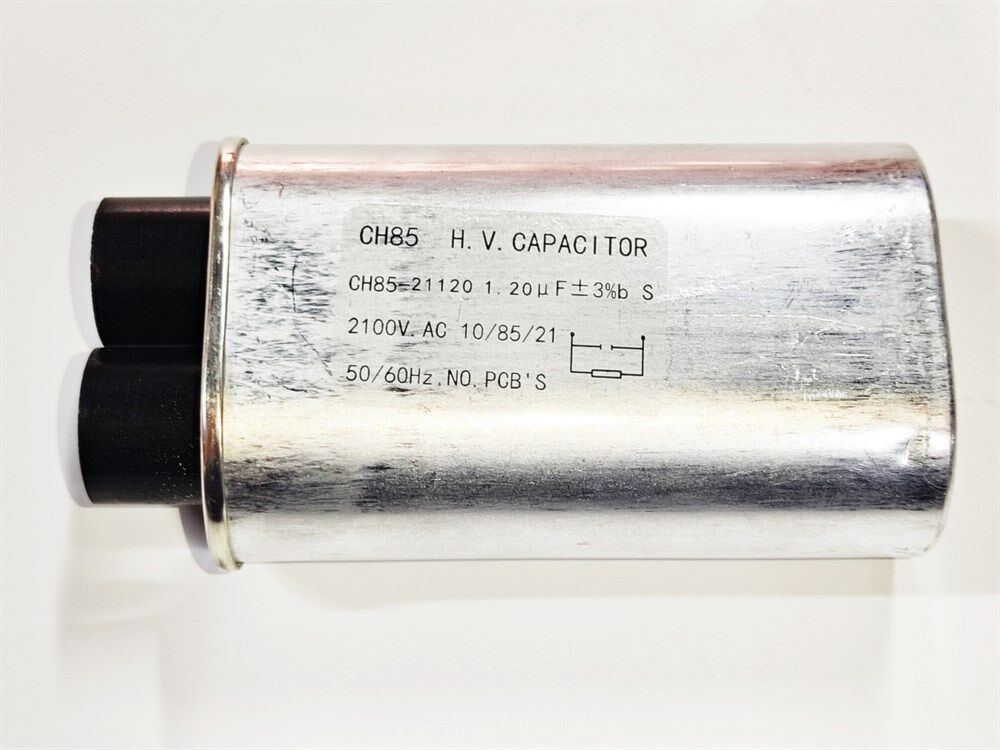 CH85 H.V.CAPACITOR
CH85-21120 1.20μF±3%b S
2100V.AC 10/85/21
50/60Hz.NO.PCB'S